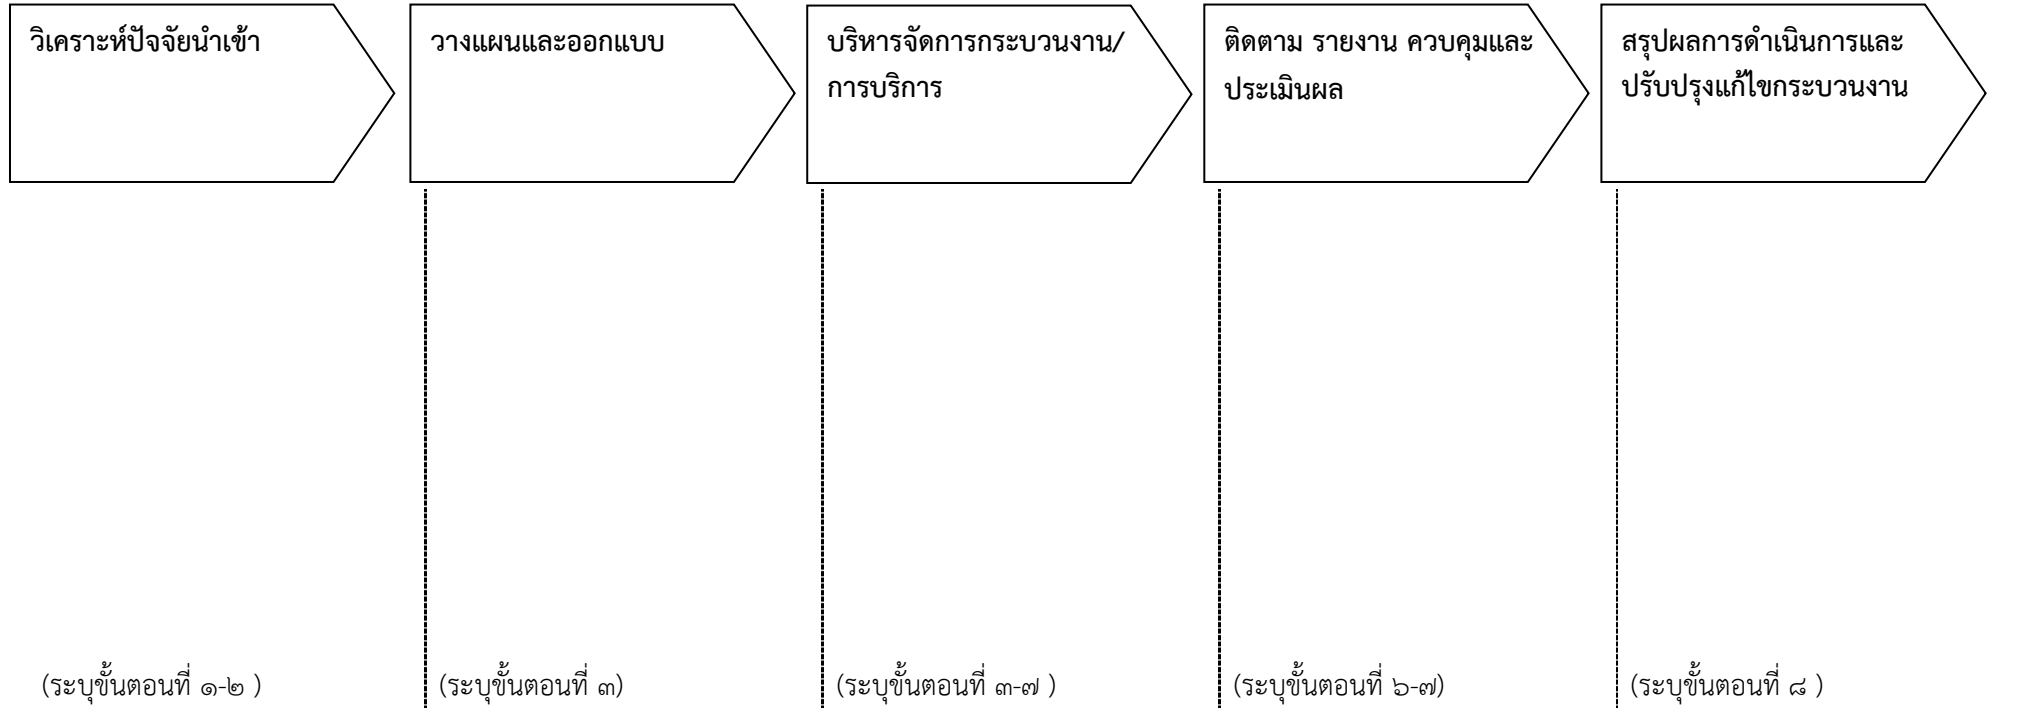 วิเคราะห์ปัจจัยนำเข้า
วางแผนและออกแบบ
บริหารจัดการกระบวนงาน/
การบริการ
ติดตาม รายงาน ควบคุมและ
ประเมินผล
สรุปผลการดำเนินการและ
ปรับปรุงแก้ไขกระบวนงาน
(ระบุขั้นตอนที่ ๑-๒ )
(ระบุขั้นตอนที่ ๓)
(ระบุขั้นตอนที่ ๓-๗ )
(ระบุขั้นตอนที่ ๖-๗)
(ระบุขั้นตอนที่ ๘ )